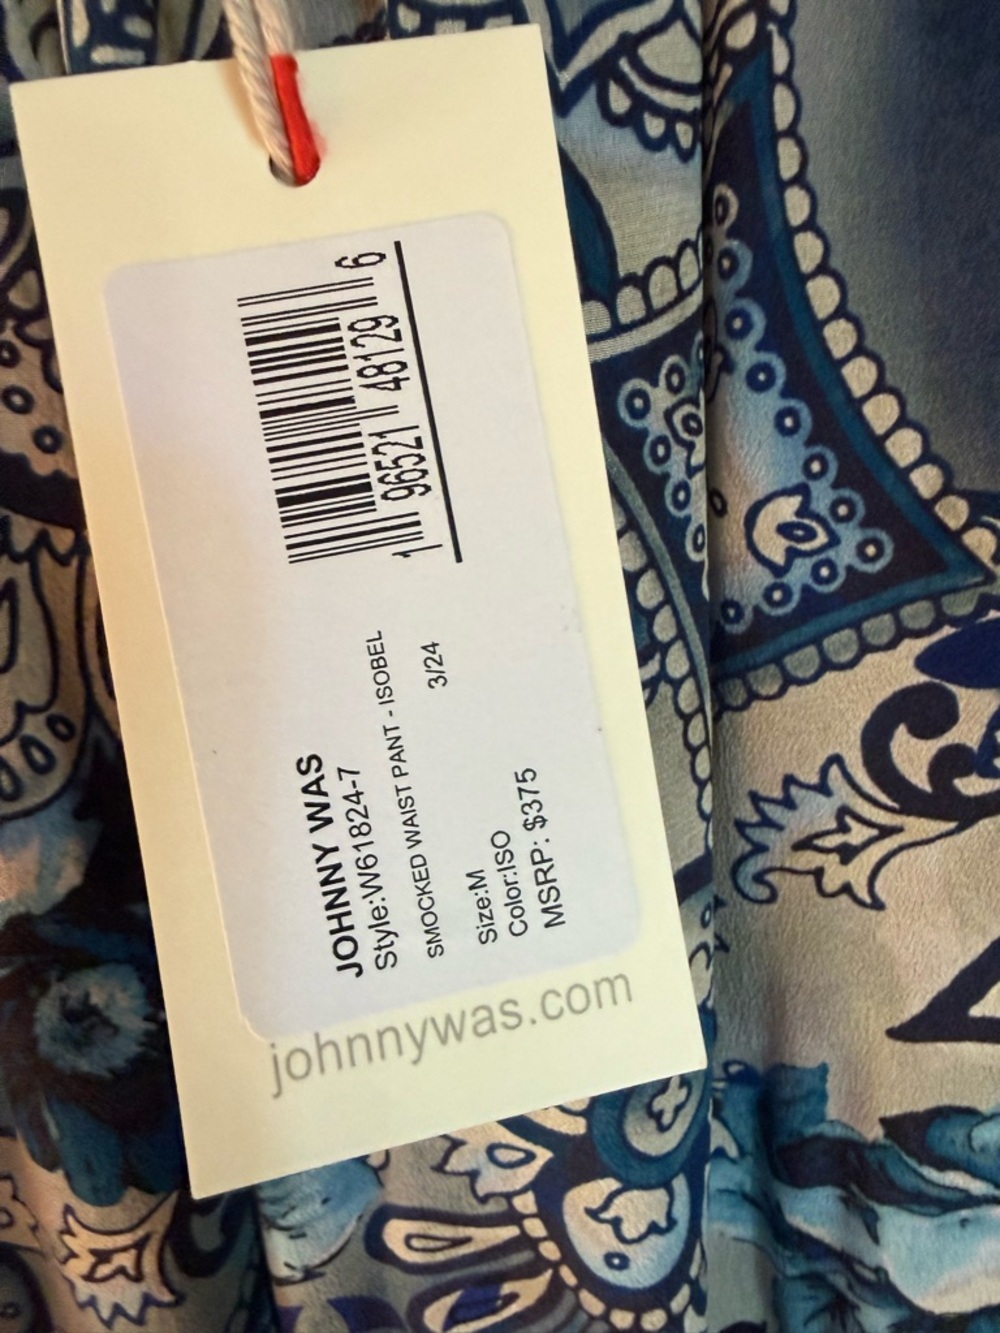 1 96521 48129 6
JOHNNY WAS
Style:W61824-7
SMOCKED WAIST PANT - ISOBEL
3/24
Size:M
Color:ISO
MSRP: $375
johnnywas.com